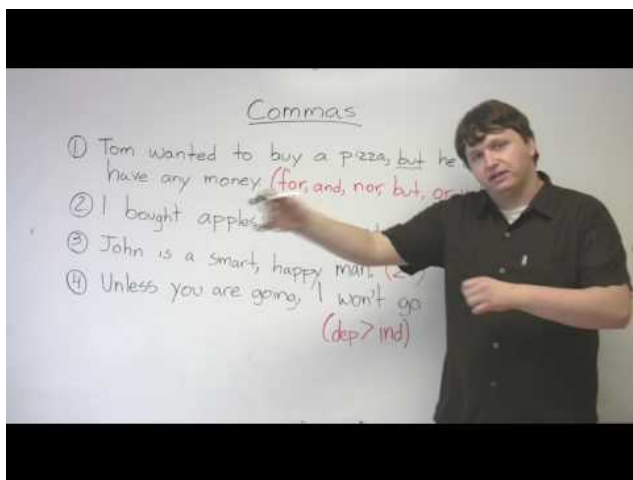 Commas
① Tom wanted to buy a pizza, but he
have any money. (for, and, nor, but, or
② I bought apples,
③ John is a smart, happy man. (2
④ Unless you are going, I won't go
(dep > ind)